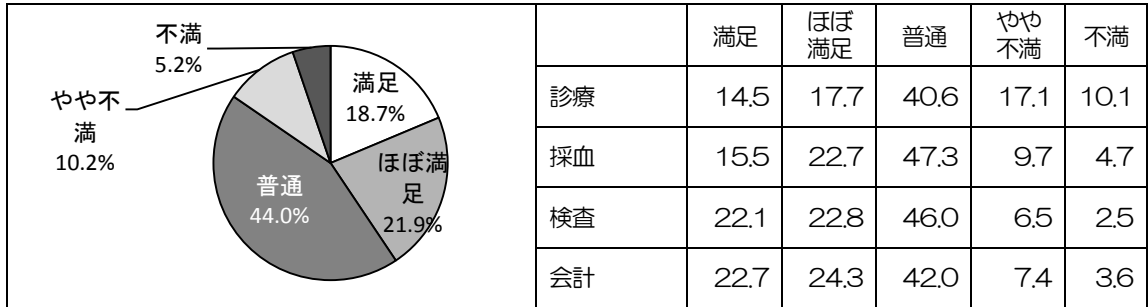 不満
5.2%
やや不
満
10.2%
満足
18.7%
ほぼ満
足
21.9%
普通
44.0%
満足 ほぼ満足 普通 やや不満 不満
診療 14.5 17.7 40.6 17.1 10.1
採血 15.5 22.7 47.3 9.7 4.7
検査 22.1 22.8 46.0 6.5 2.5
会計 22.7 24.3 42.0 7.4 3.6